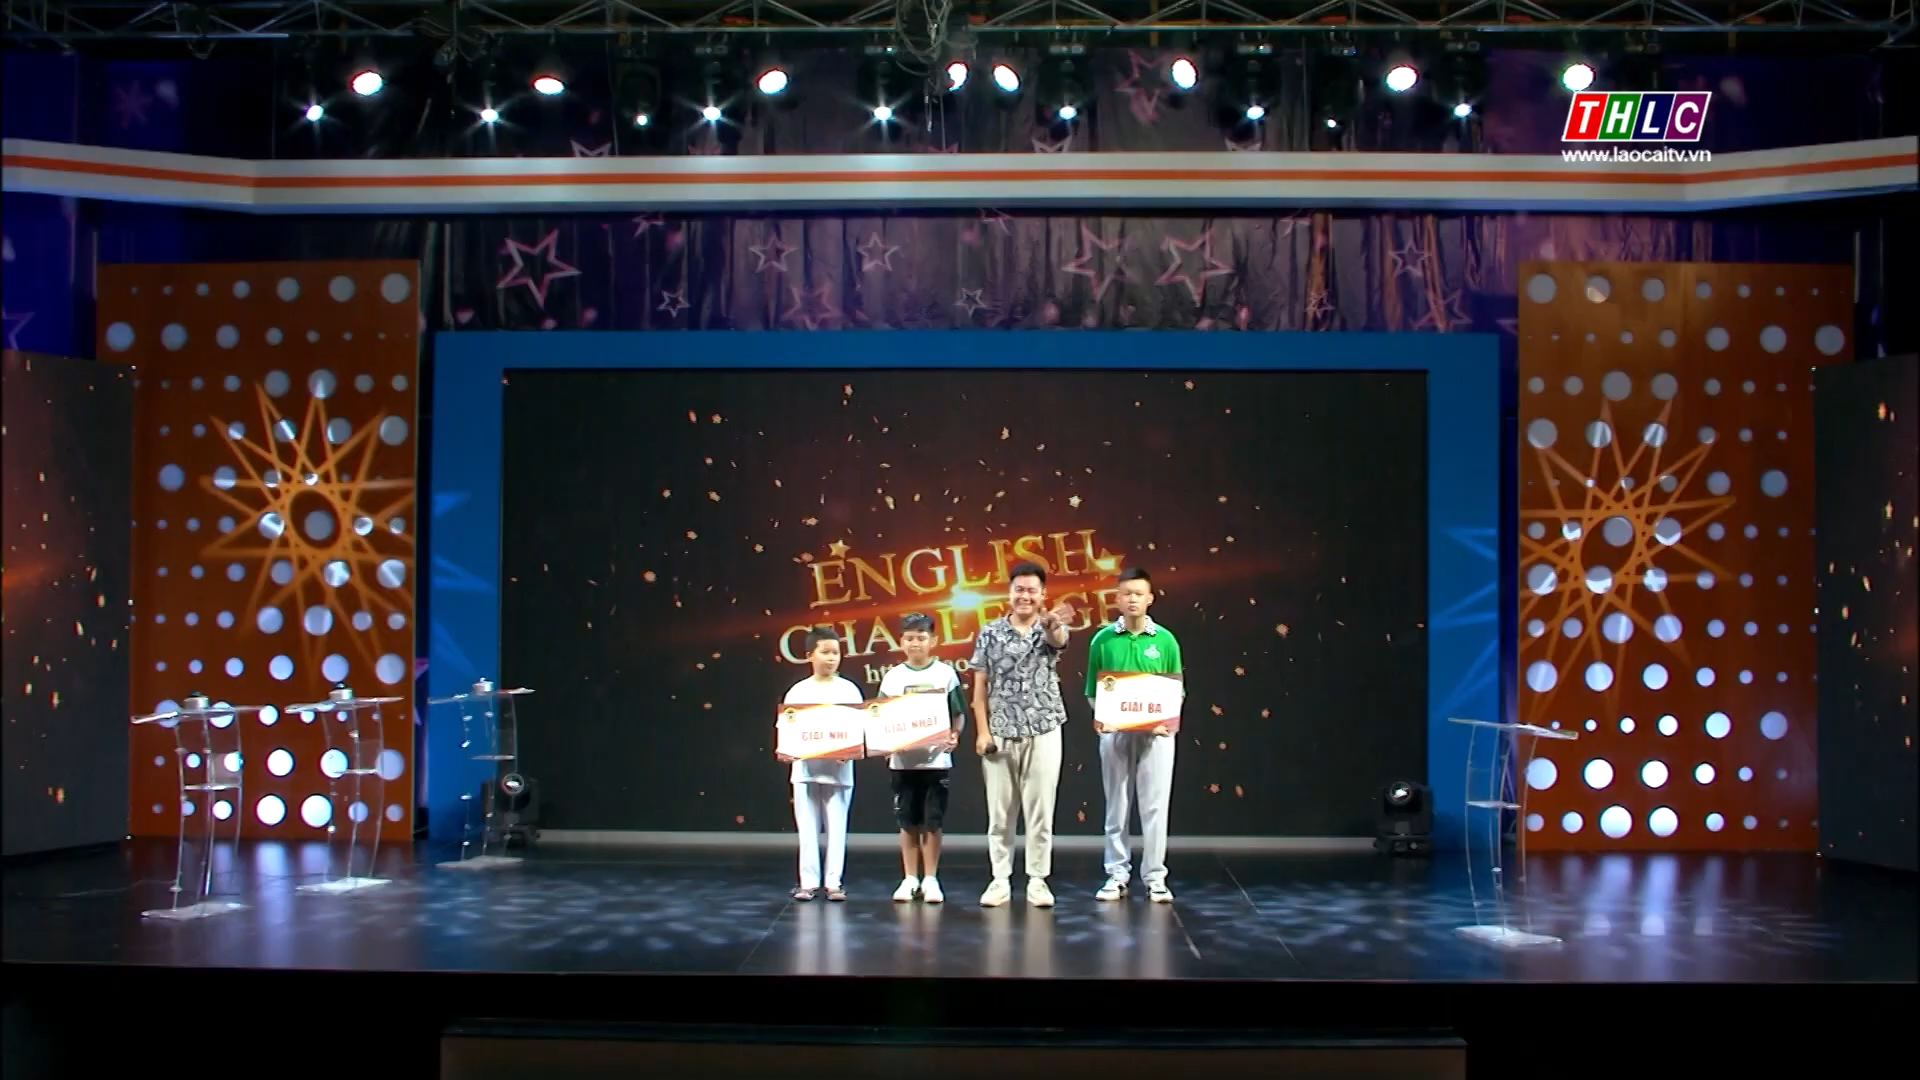 THLC
www.laocaitv.vn
ENGLISH
CHALLENGE
GIẢI NHÌ
GIẢI NHẤT
GIẢI BA